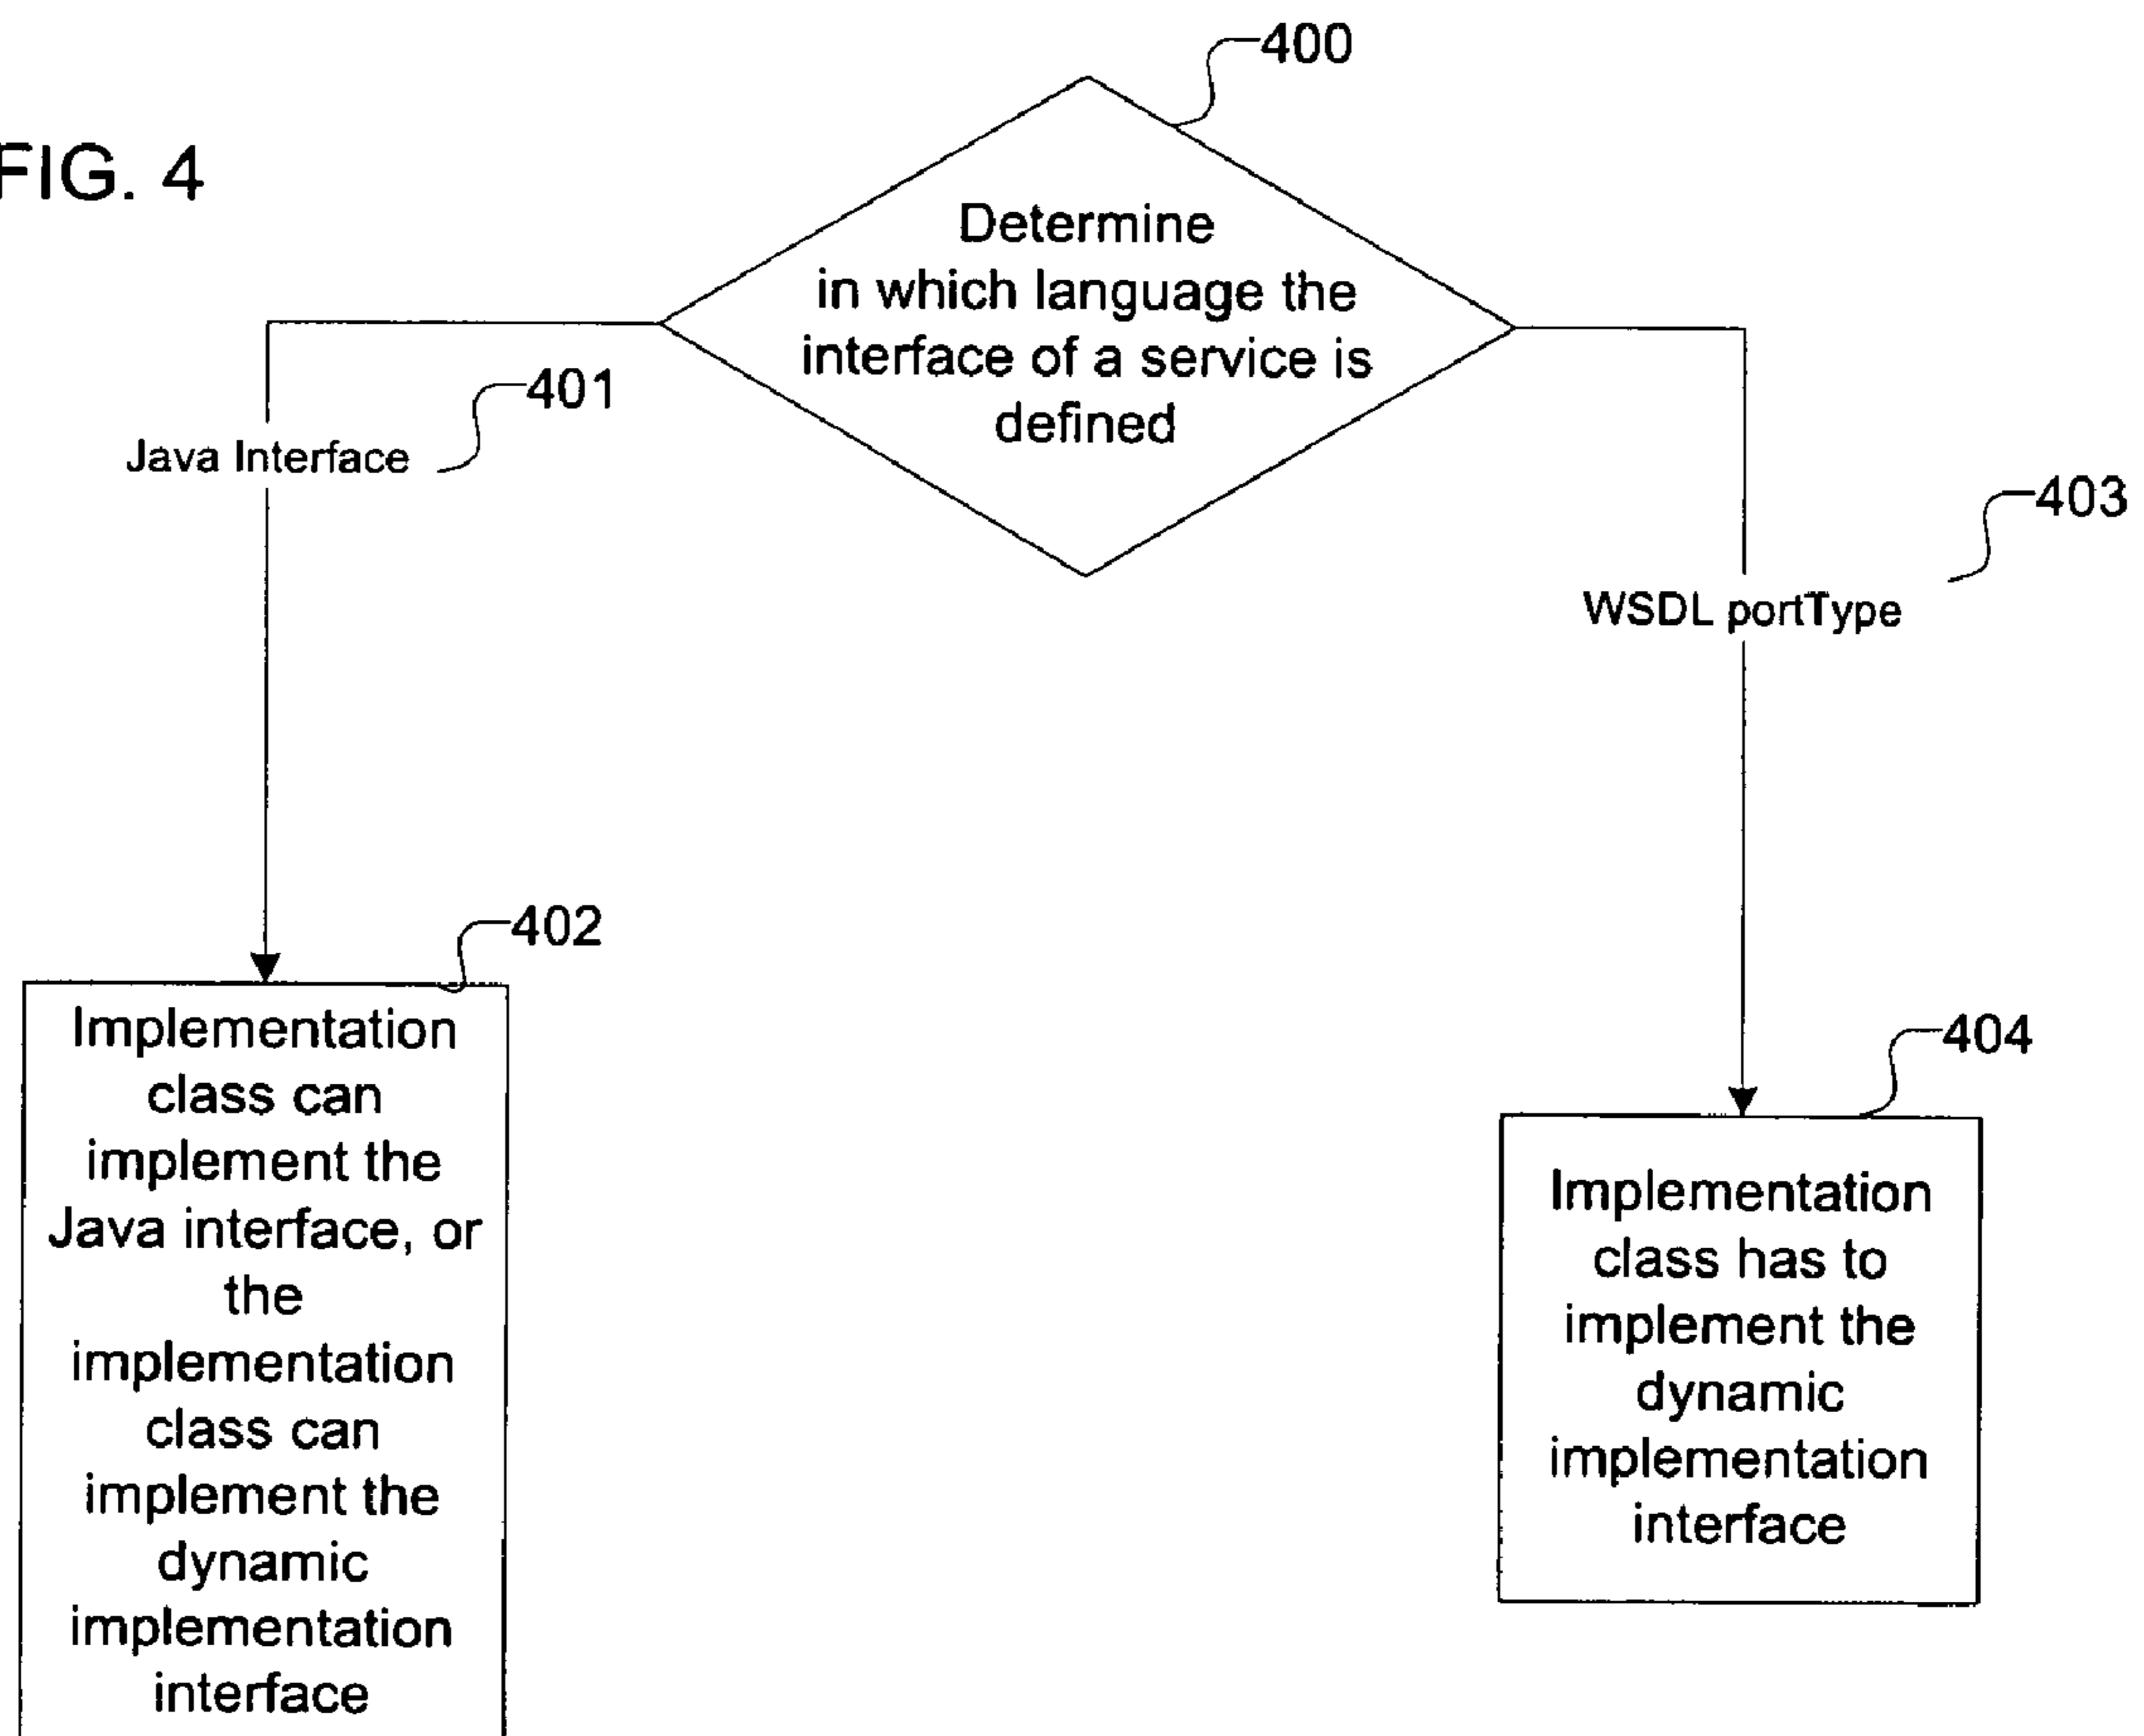 400
FIG. 4
Determine
in which language the
interface of a service is
defined
401
Java Interface
403
WSDL portType
402
Implementation
class can
implement the
Java interface, or
the
implementation
class can
implement the
dynamic
implementation
interface
404
Implementation
class has to
implement the
dynamic
implementation
interface